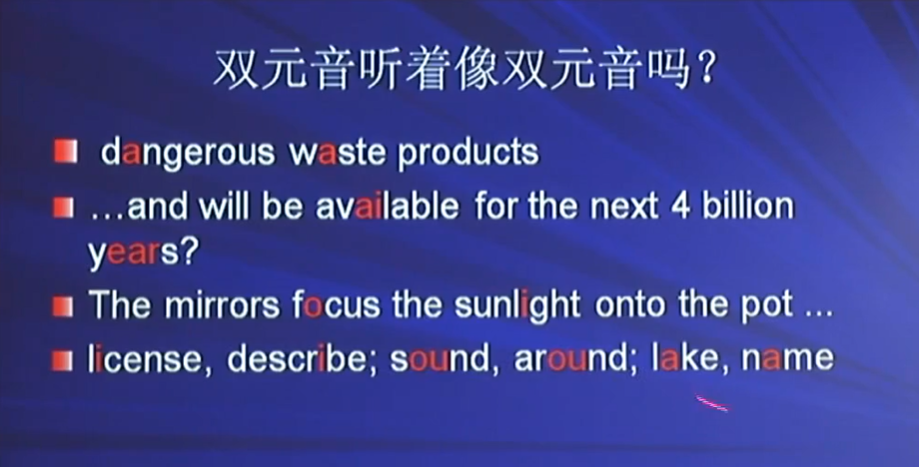 双元音听着像双元音吗?
dangerous waste products
…and will be available for the next 4 billion
years?
The mirrors focus the sunlight onto the pot ...
license, describe; sound, around; lake, name